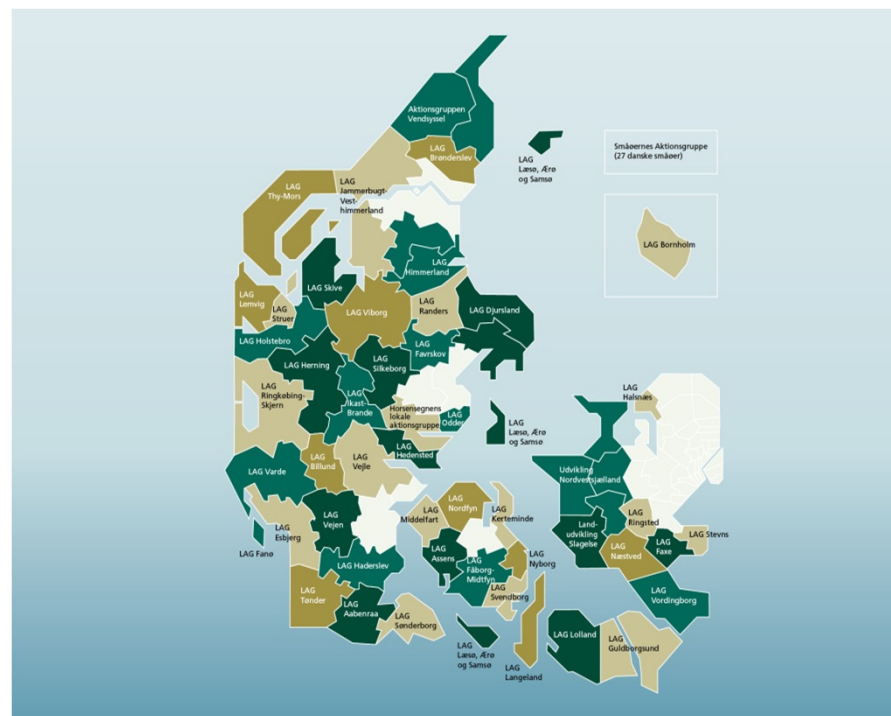 Aktionsgruppen
Vendsyssel
LAG
Brønderslev
LAG
Læsø, Ærø
og Samsø
Småøernes Aktionsgruppe
(27 danske småøer)
LAG
Thy-Mors
LAG
Jammerbugt-
Vest-
himmerland
LAG Bornholm
LAG
Himmerland
LAG Skive
LAG
Lemvig
LAG
Struer
LAG Viborg
LAG
Randers
LAG Djursland
LAG Holstebro
LAG
Favrskov
LAG Herning
LAG
Silkeborg
LAG
Ringkøbing-
Skjern
LAG
Ikast-
Brande
Horsensegnens
lokale
aktionsgruppe
LAG
Odder
LAG
Læsø, Ærø
og Samsø
LAG
Halsnæs
LAG
Hedensted
LAG Varde
LAG
Billund
LAG
Vejle
Udvikling
Nordvestsjælland
LAG
Esbjerg
LAG
Vejen
LAG
Middelfart
LAG
Nordfyn
LAG
Kerteminde
LAG
Ringsted
LAG Stevns
Land-
udvikling
Slagelse
LAG
Næstved
LAG
Faxe
LAG Fanø
LAG Haderslev
LAG
Assens
LAG
Fåborg-
Midtfyn
LAG
Nyborg
LAG
Svendborg
LAG
Vordingborg
LAG
Tønder
LAG
Aabenraa
LAG
Sønderborg
LAG
Læsø, Ærø
og Samsø
LAG
Langeland
LAG Lolland
LAG
Guldborgsund